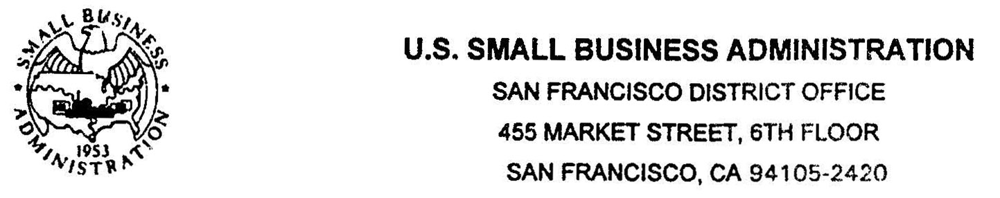 SMALL BUSINESS
ADMINISTRATION
1953
U.S. SMALL BUSINESS ADMINISTRATION
SAN FRANCISCO DISTRICT OFFICE
455 MARKET STREET, 6TH FLOOR
SAN FRANCISCO, CA 94105-2420